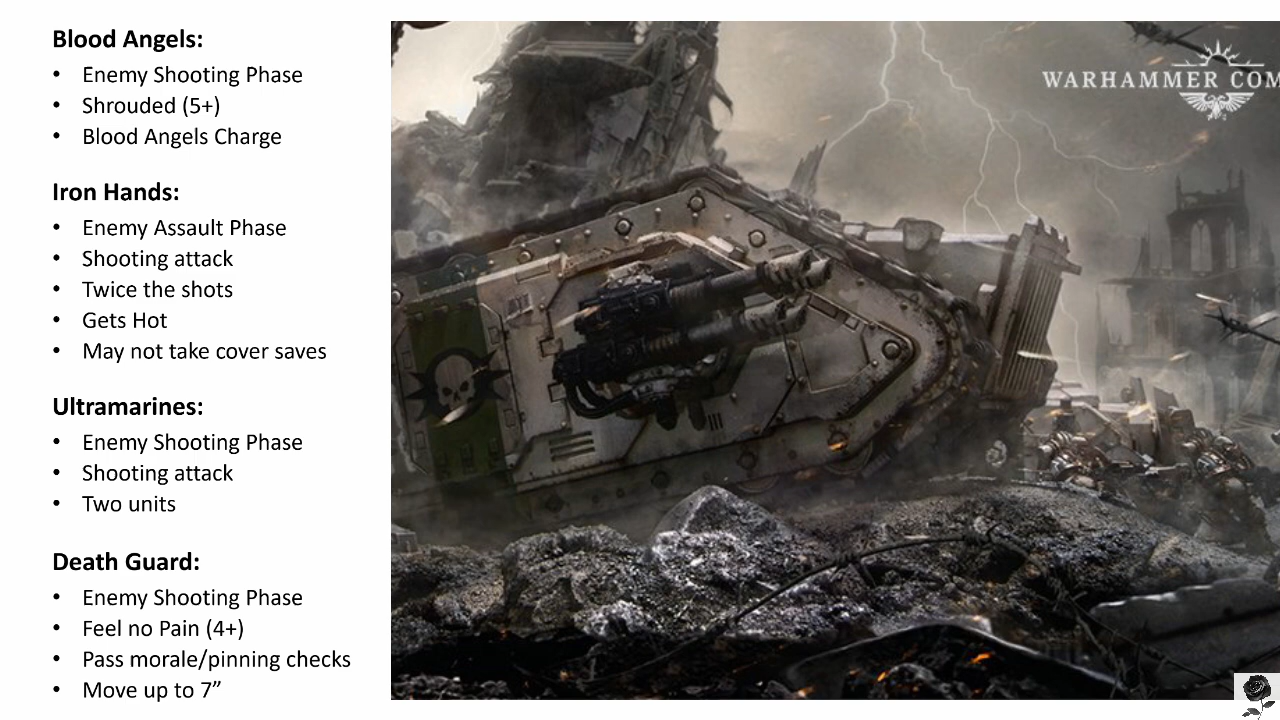 Blood Angels:
• Enemy Shooting Phase
• Shrouded (5+)
• Blood Angels Charge
Iron Hands:
• Enemy Assault Phase
• Shooting attack
• Twice the shots
• Gets Hot
• May not take cover saves
Ultramarines:
• Enemy Shooting Phase
• Shooting attack
• Two units
Death Guard:
• Enemy Shooting Phase
• Feel no Pain (4+)
• Pass morale/pinning checks
• Move up to 7”
WARHAMMER COM